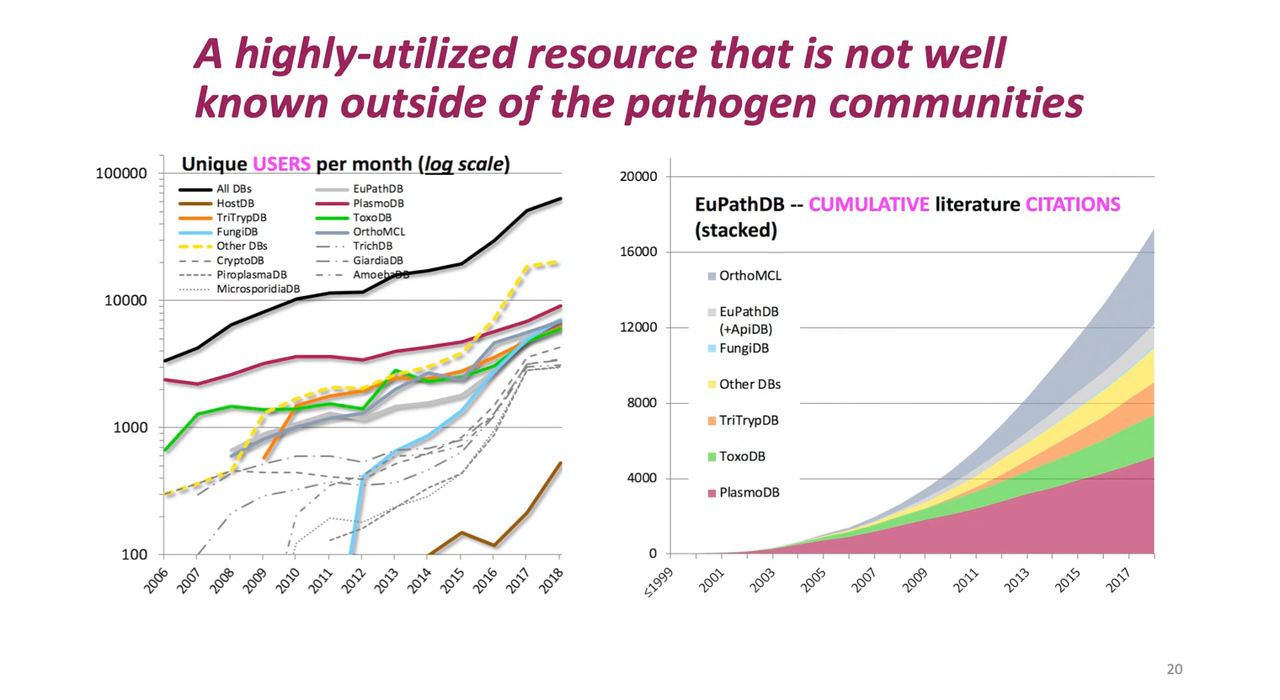 A highly-utilized resource that is not well
known outside of the pathogen communities
Unique USERS per month (log scale)
100000
10000
1000
100
All DBs
EuPathDB
HostDB
PlasmoDB
TriTrypDB
ToxoDB
FungiDB
OrthoMCL
Other DBs
TrichDB
CryptoDB
GiardiaDB
PiroplasmaDB
AmoebaDB
MicrosporidiaDB
2006
2007
2008
2009
2010
2011
2012
2013
2014
2015
2016
2017
2018
EuPathDB -- CUMULATIVE literature CITATIONS
(stacked)
20000
16000
12000
8000
4000
0
OrthoMCL
EuPathDB
(+ApiDB)
FungiDB
Other DBs
TriTypDB
ToxoDB
PlasmoDB
≤1999
2001
2003
2005
2007
2009
2011
2013
2015
2017
20